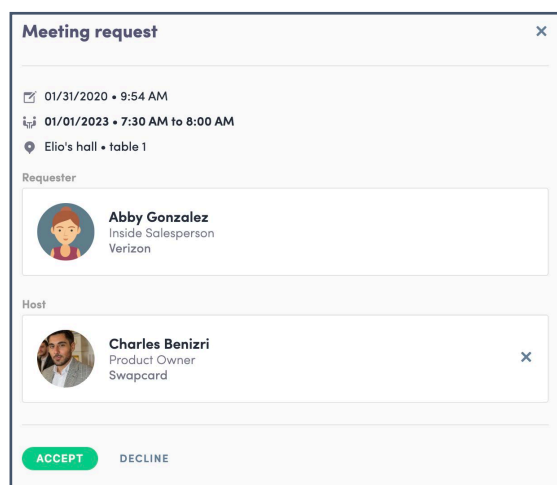 Meeting request
01/31/2020 • 9:54 AM
01/01/2023 • 7:30 AM to 8:00 AM
Elio's hall • table 1
Requester
Abby Gonzalez
Inside Salesperson
Verizon
Host
Charles Benizri
Product Owner
Swapcard
ACCEPT DECLINE